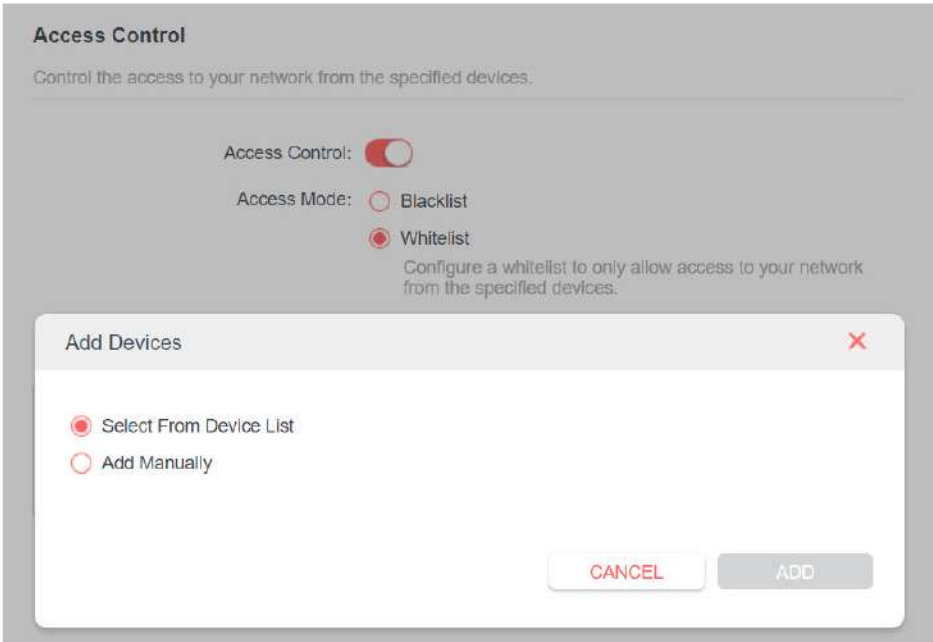 Access Control
Control the access to your network from the specified devices.
Access Control:
Access Mode: Blacklist
Whitelist
Configure a whitelist to only allow access to your network
from the specified devices.
Add Devices
Select From Device List
Add Manually
CANCEL ADD